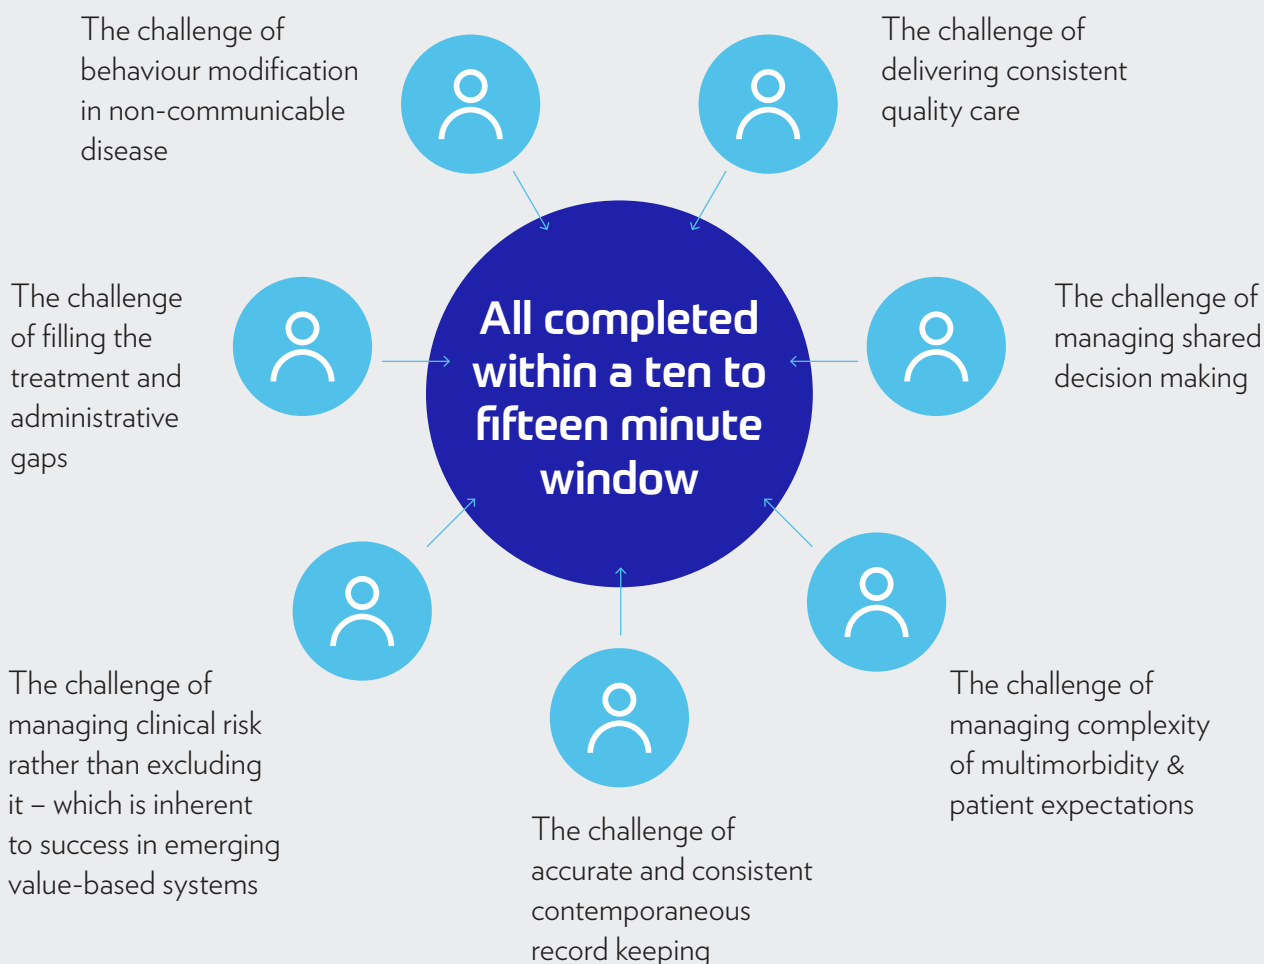 The challenge of
behaviour modification
in non-communicable
disease
The challenge of
delivering consistent
quality care
The challenge
of filling the
treatment and
administrative
gaps
All completed
within a ten to
fifteen minute
window
The challenge of
managing shared
decision making
The challenge of
managing clinical risk
rather than excluding
it – which is inherent
to success in emerging
value-based systems
The challenge of
accurate and consistent
contemporaneous
record keeping
The challenge of
managing complexity
of multimorbidity &
patient expectations